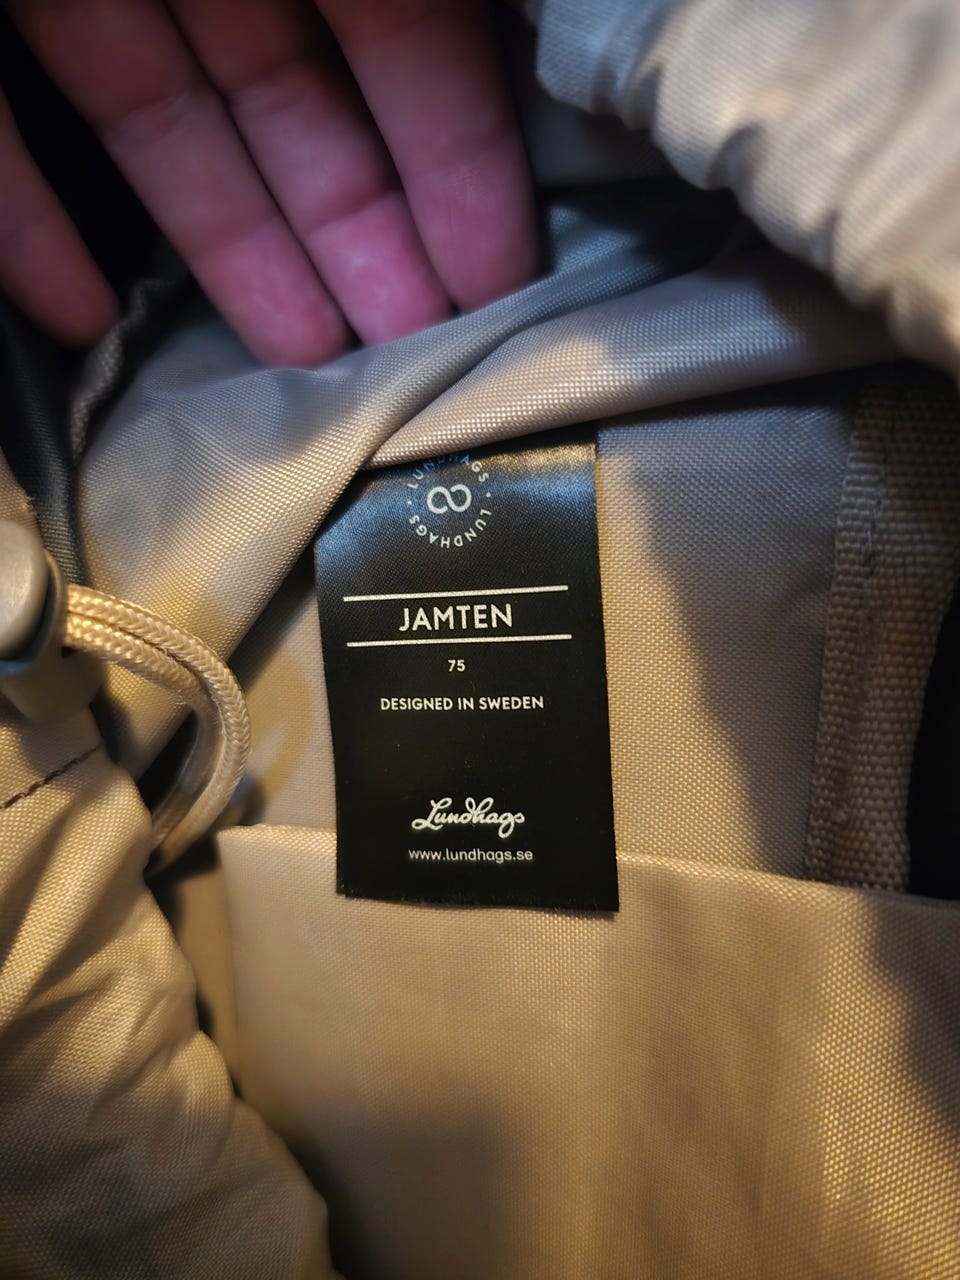 LUNDHAGS • LUNDHAGS •
JAMTEN
75
DESIGNED IN SWEDEN
Lundhags
www.lundhags.se